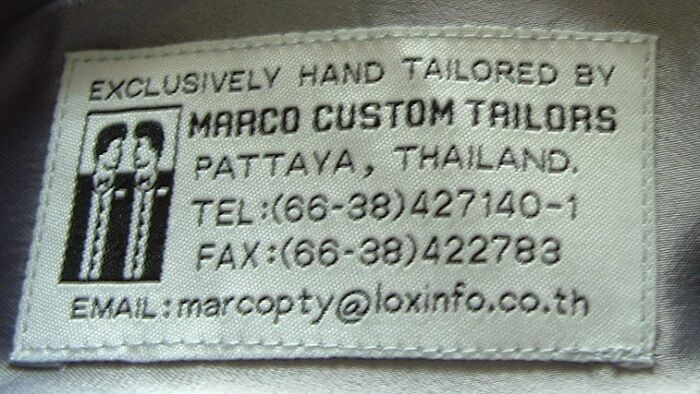 EXCLUSIVELY HAND TAILORED BY
MARCO CUSTOM TAILORS
PATTAYA, THAILAND.
TEL:(66-38)427140-1
FAX:(66-38)422783
EMAIL:marcopty@loxinfo.co.th